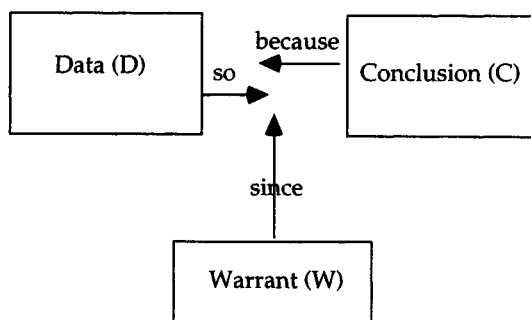 because
Data (D)
so
Conclusion (C)
since
Warrant (W)